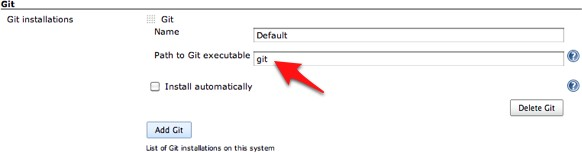 Git
Git installations
Git
Name
Default
Path to Git executable
git
Install automatically
Delete Git
Add Git
List of Git installations on this system